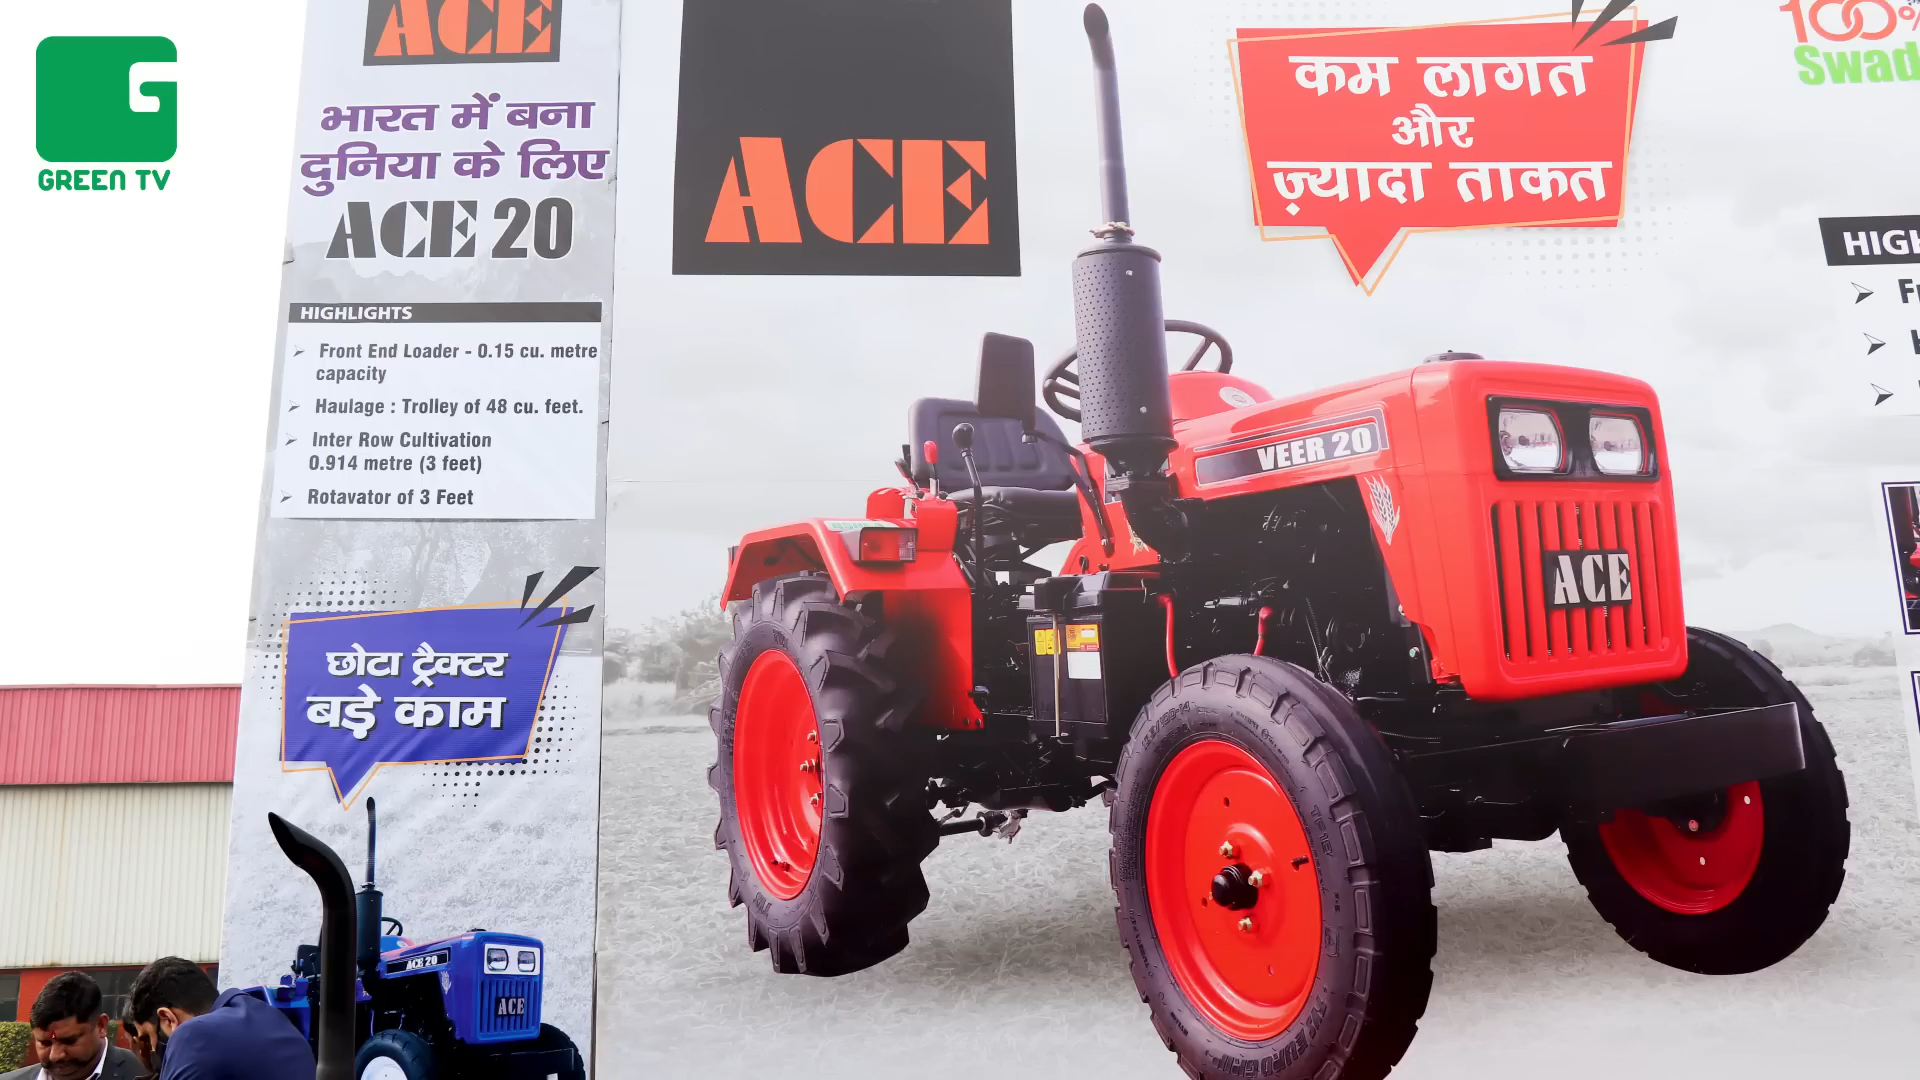 GREEN TV
ACE
भारत में बना
दुनिया के लिए
ACE 20
HIGHLIGHTS
Front End Loader - 0.15 cu. metre
capacity
Haulage : Trolley of 48 cu. feet.
Inter Row Cultivation
0.914 metre (3 feet)
Rotavator of 3 Feet
छोटा ट्रैक्टर
बड़े काम
ACE 20
ACE
ACE
कम लागत
और
ज़्यादा ताकत
VEER 20
ACE
100%